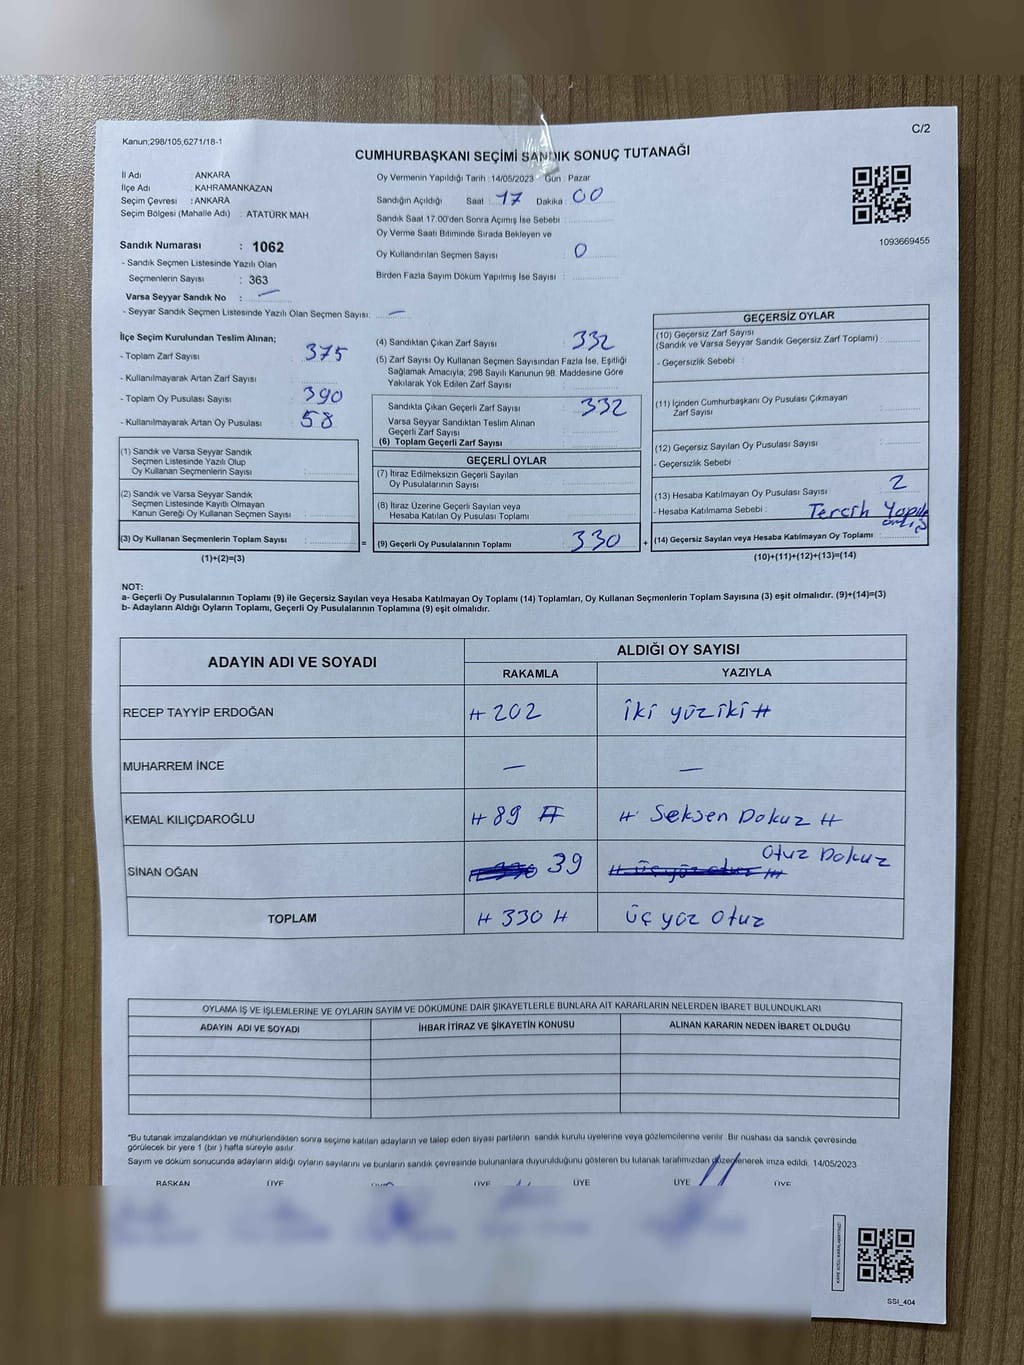 C/2
Kanun;298/105,6271/18-1
CUMHURBAŞKANI SEÇİMİ SANDIK SONUÇ TUTANAĞI
İl Adı ANKARA
İlçe Adı : KAHRAMANKAZAN
Seçim Çevresi : ANKARA
Seçim Bölgesi (Mahalle Adı) : ATATÜRK MAH.
Oy Vermenin Yapıldığı Tarih : 14/05/2023 Gün : Pazar
Sandığın Açıldığı Saat : 17 Dakika : 00
Sandık Saat 17.00'den Sonra Açımış İse Sebebi :
Oy Verme Saati Bitiminde Sırada Bekleyen ve
Oy Kullandırılan Seçmen Sayısı : 0
Birden Fazla Sayım Döküm Yapılmış İse Sayısı :
1093669455
Sandık Numarası : 1062
- Sandık Seçmen Listesinde Yazılı Olan
Seçmenlerin Sayısı : 363
Varsa Seyyar Sandık No : —
- Seyyar Sandık Seçmen Listesinde Yazılı Olan Seçmen Sayısı: —
İlçe Seçim Kurulundan Teslim Alınan;
- Toplam Zarf Sayısı : 375
- Kullanılmayarak Artan Zarf Sayısı :
- Toplam Oy Pusulası Sayısı : 390
- Kullanılmayarak Artan Oy Pusulası : 58
(1) Sandık ve Varsa Seyyar Sandık
Seçmen Listesinde Yazılı Olup
Oy Kullanan Seçmenlerin Sayısı :
(2) Sandık ve Varsa Seyyar Sandık
Seçmen Listesinde Kayıtlı Olmayan
Kanun Gereği Oy Kullanan Seçmen Sayısı :
(3) Oy Kullanan Seçmenlerin Toplam Sayısı : =
(1)+(2)=(3)
(4) Sandıktan Çıkan Zarf Sayısı : 332
(5) Zarf Sayısı Oy Kullanan Seçmen Sayısından Fazla İse, Eşitliği
Sağlamak Amacıyla; 298 Sayılı Kanunun 98. Maddesine Göre
Yakılarak Yok Edilen Zarf Sayısı :
Sandıkta Çıkan Geçerli Zarf Sayısı : 332
Varsa Seyyar Sandıktan Teslim Alınan
Geçerli Zarf Sayısı :
(6) Toplam Geçerli Zarf Sayısı
GEÇERLİ OYLAR
(7) İtiraz Edilmeksizin Geçerli Sayılan
Oy Pusulalarının Sayısı :
(8) İtiraz Üzerine Geçerli Sayılan veya
Hesaba Katılan Oy Pusulası Toplamı :
(9) Geçerli Oy Pusulalarının Toplamı : 330 +
GEÇERSİZ OYLAR
(10) Geçersiz Zarf Sayısı
(Sandık ve Varsa Seyyar Sandık Geçersiz Zarf Toplamı) :
- Geçersizlik Sebebi :
(11) İçinden Cumhurbaşkanı Oy Pusulası Çıkmayan
Zarf Sayısı :
(12) Geçersiz Sayılan Oy Pusulası Sayısı :
- Geçersizlik Sebebi :
(13) Hesaba Katılmayan Oy Pusulası Sayısı : 2
- Hesaba Katılmama Sebebi : Tercih
(14) Geçersiz Sayılan veya Hesaba Katılmayan Oy Toplamı :
(10)+(11)+(12)+(13)=(14)
NOT:
a- Geçerli Oy Pusulalarının Toplamı (9) ile Geçersiz Sayılan veya Hesaba Katılmayan Oy Toplamı (14) Toplamları, Oy Kullanan Seçmenlerin Toplam Sayısına (3) eşit olmalıdır. (9)+(14)=(3)
b- Adayların Aldığı Oyların Toplamı, Geçerli Oy Pusulalarının Toplamına (9) eşit olmalıdır.
ADAYIN ADI VE SOYADI ALDIĞI OY SAYISI
RAKAMLA YAZIYLA
RECEP TAYYİP ERDOĞAN # 202 iki yüz iki #
MUHARREM İNCE — —
KEMAL KILIÇDAROĞLU # 89 # # Seksen Dokuz #
SİNAN OĞAN 39 Otuz Dokuz
TOPLAM # 330 # üç yüz otuz
OYLAMA İŞ VE İŞLEMLERİNE VE OYLARIN SAYIM VE DÖKÜMÜNE DAİR ŞİKAYETLERLE BUNLARA AİT KARARLARIN NELERDEN İBARET BULUNDUKLARI
ADAYIN ADI VE SOYADI İHBAR İTİRAZ VE ŞİKAYETİN KONUSU ALINAN KARARIN NEDEN İBARET OLDUĞU
*Bu tutanak imzalandıktan ve mühürlendikten sonra seçime katılan adayların ve talep eden siyasi partilerin sandık kurulu üyelerine veya gözlemcilerine verilir. Bir nüshası da sandık çevresinde
görülecek bir yere 1 (bir) hafta süreyle asılır.
Sayım ve döküm sonucunda adayların aldığı oyların sayılarını ve bunların sandık çevresinde bulunanlara duyurulduğunu gösteren bu tutanak tarafımızdan düzenlenerek imza edildi. 14/05/2023
BAŞKAN ÜYE ÜYE ÜYE ÜYE ÜYE ÜYE
SSI_404